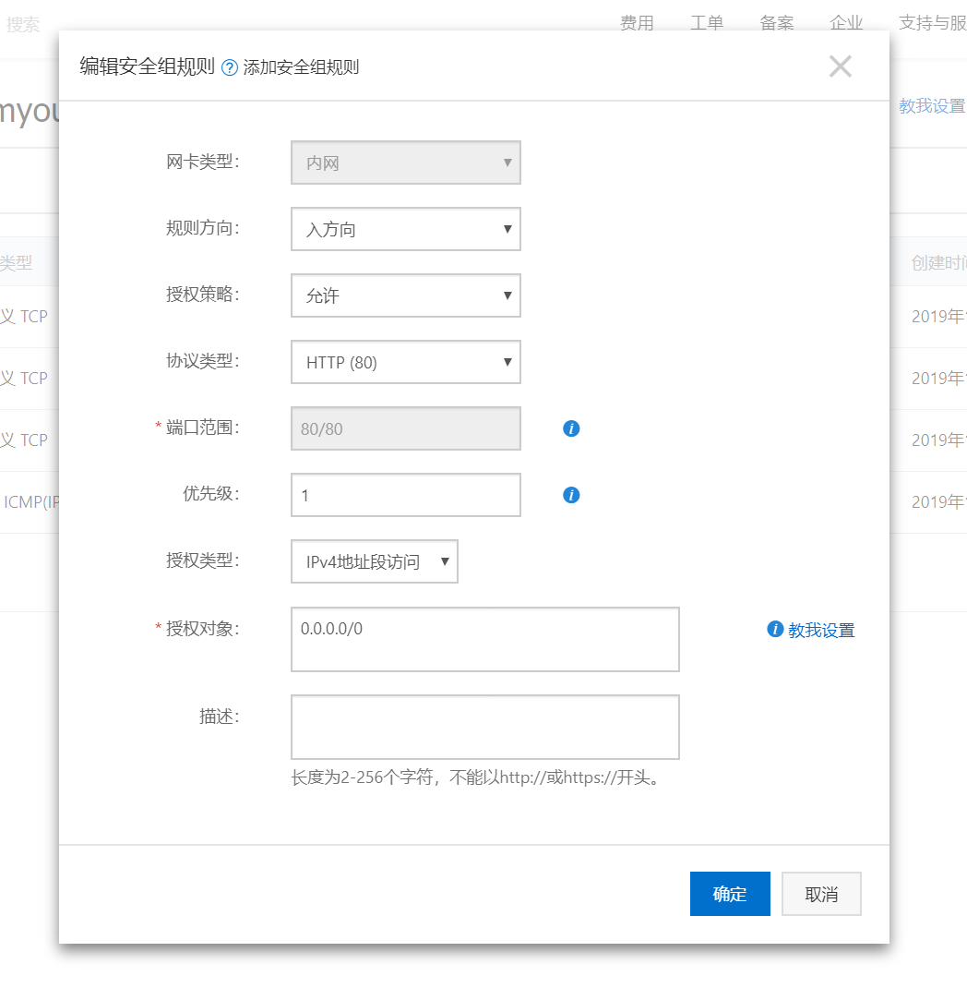 搜索 费用 工单 备案 企业 支持与服
编辑安全组规则 ? 添加安全组规则
myou
教我设置
网卡类型： 内网
规则方向： 入方向
类型
创建时间
授权策略： 允许
义 TCP
2019年
协议类型： HTTP (80)
义 TCP
2019年
* 端口范围： 80/80
义 TCP
2019年
优先级： 1
ICMP(IP
2019年
授权类型： IPv4地址段访问
* 授权对象： 0.0.0.0/0
教我设置
描述：
长度为2-256个字符，不能以http://或https://开头。
确定 取消